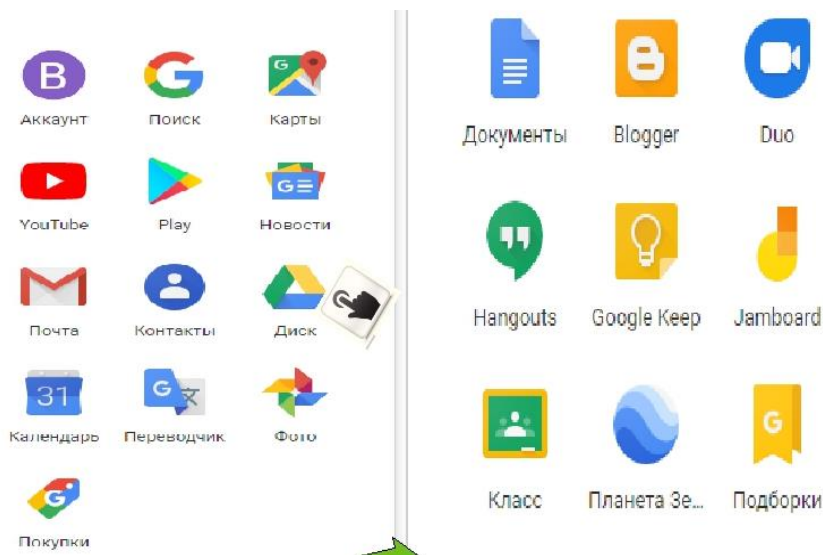 B
G
Аккаунт
Поиск
Карты
G
YouTube
Play
Новости
Почта
Контакты
Диск
31
G
Календарь
Переводчик
Фото
G
Покупки
B
Документы
Blogger
Duo
Hangouts
Google Keep
Jamboard
G
Класс
Планета Зе...
Подборки